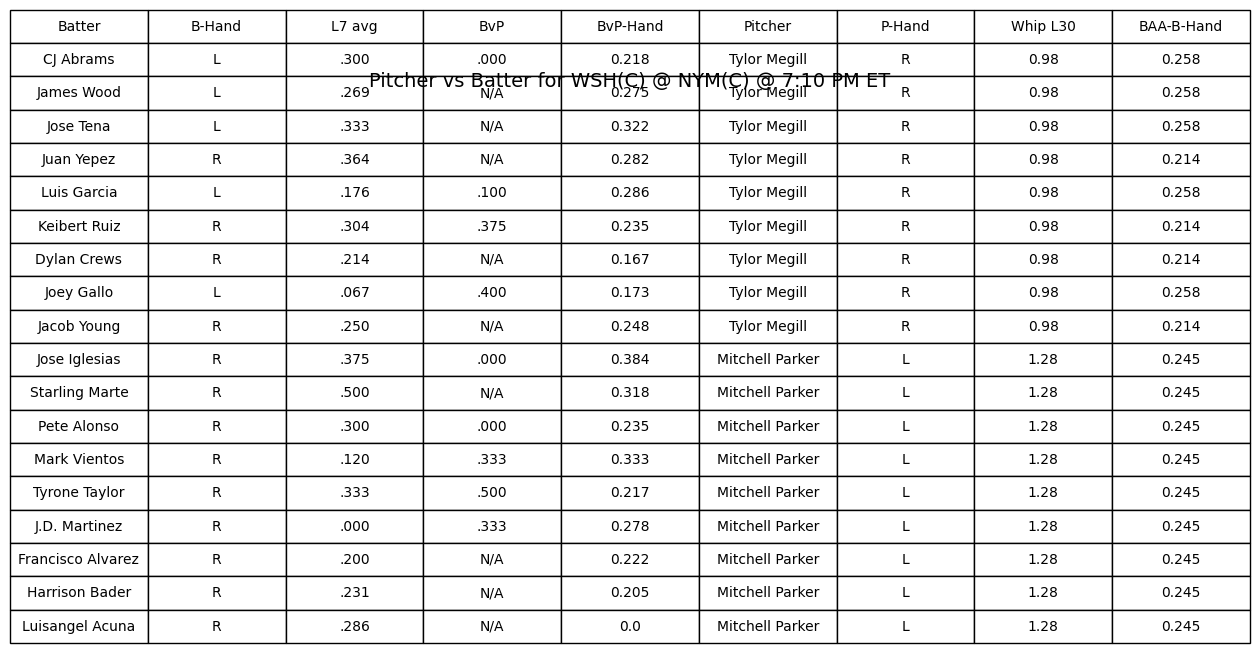 Batter B-Hand L7 avg BvP BvP-Hand Pitcher P-Hand Whip L30 BAA-B-Hand
CJ Abrams L .300 .000 0.218 Tylor Megill R 0.98 0.258
Pitcher vs Batter for WSH(C) @ NYM(C) @ 7:10 PM ET
James Wood L .269 N/A 0.275 Tylor Megill R 0.98 0.258
Jose Tena L .333 N/A 0.322 Tylor Megill R 0.98 0.258
Juan Yepez R .364 N/A 0.282 Tylor Megill R 0.98 0.214
Luis Garcia L .176 .100 0.286 Tylor Megill R 0.98 0.258
Keibert Ruiz R .304 .375 0.235 Tylor Megill R 0.98 0.214
Dylan Crews R .214 N/A 0.167 Tylor Megill R 0.98 0.214
Joey Gallo L .067 .400 0.173 Tylor Megill R 0.98 0.258
Jacob Young R .250 N/A 0.248 Tylor Megill R 0.98 0.214
Jose Iglesias R .375 .000 0.384 Mitchell Parker L 1.28 0.245
Starling Marte R .500 N/A 0.318 Mitchell Parker L 1.28 0.245
Pete Alonso R .300 .000 0.235 Mitchell Parker L 1.28 0.245
Mark Vientos R .120 .333 0.333 Mitchell Parker L 1.28 0.245
Tyrone Taylor R .333 .500 0.217 Mitchell Parker L 1.28 0.245
J.D. Martinez R .000 .333 0.278 Mitchell Parker L 1.28 0.245
Francisco Alvarez R .200 N/A 0.222 Mitchell Parker L 1.28 0.245
Harrison Bader R .231 N/A 0.205 Mitchell Parker L 1.28 0.245
Luisangel Acuna R .286 N/A 0.0 Mitchell Parker L 1.28 0.245